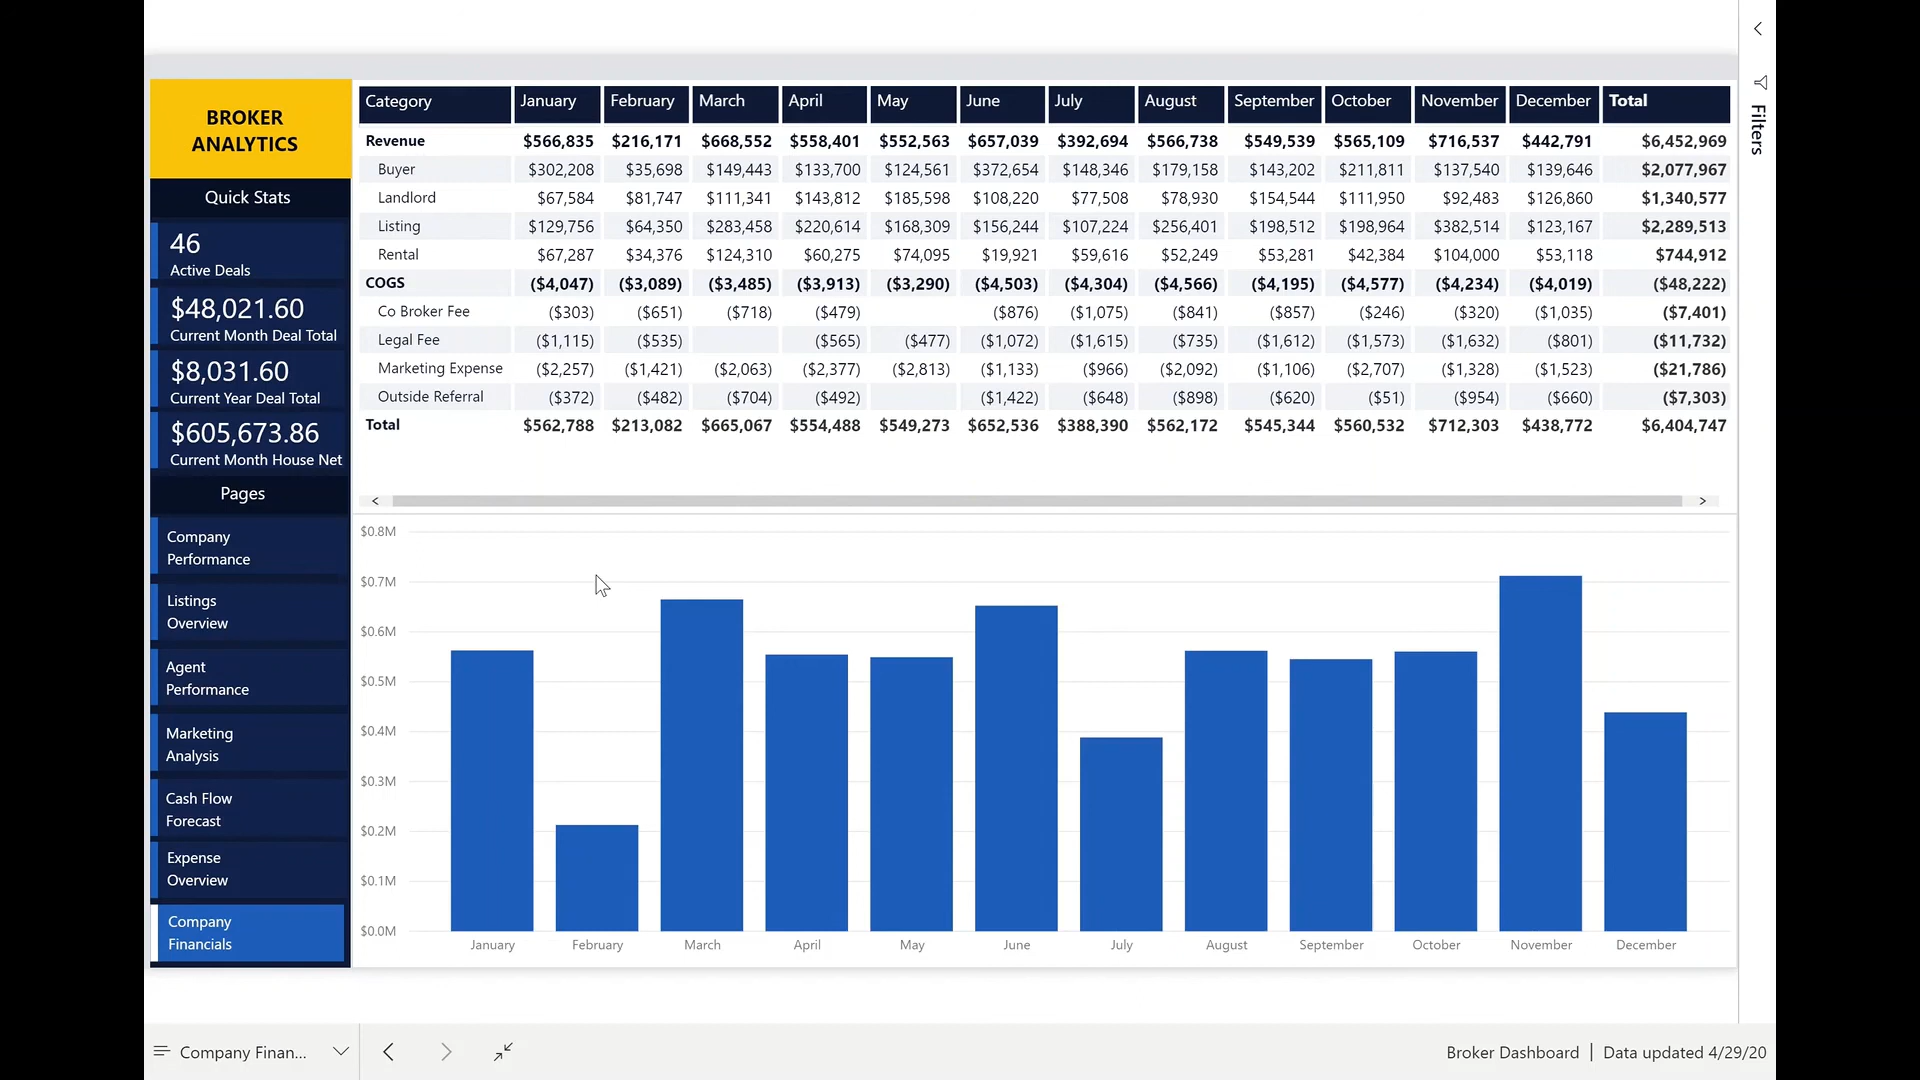 BROKER
ANALYTICS
Quick Stats
46
Active Deals
$48,021.60
Current Month Deal Total
$8,031.60
Current Year Deal Total
$605,673.86
Current Month House Net
Pages
Company
Performance
Listings
Overview
Agent
Performance
Marketing
Analysis
Cash Flow
Forecast
Expense
Overview
Company
Financials
Category January February March April May June July August September October November December Total
Revenue $566,835 $216,171 $668,552 $558,401 $552,563 $657,039 $392,694 $566,738 $549,539 $565,109 $716,537 $442,791 $6,452,969
Buyer $302,208 $35,698 $149,443 $133,700 $124,561 $372,654 $148,346 $179,158 $143,202 $211,811 $137,540 $139,646 $2,077,967
Landlord $67,584 $81,747 $111,341 $143,812 $185,598 $108,220 $77,508 $78,930 $154,544 $111,950 $92,483 $126,860 $1,340,577
Listing $129,756 $64,350 $283,458 $220,614 $168,309 $156,244 $107,224 $256,401 $198,512 $198,964 $382,514 $123,167 $2,289,513
Rental $67,287 $34,376 $124,310 $60,275 $74,095 $19,921 $59,616 $52,249 $53,281 $42,384 $104,000 $53,118 $744,912
COGS ($4,047) ($3,089) ($3,485) ($3,913) ($3,290) ($4,503) ($4,304) ($4,566) ($4,195) ($4,577) ($4,234) ($4,019) ($48,222)
Co Broker Fee ($303) ($651) ($718) ($479) ($876) ($1,075) ($841) ($857) ($246) ($320) ($1,035) ($7,401)
Legal Fee ($1,115) ($535) ($565) ($477) ($1,072) ($1,615) ($735) ($1,612) ($1,573) ($1,632) ($801) ($11,732)
Marketing Expense ($2,257) ($1,421) ($2,063) ($2,377) ($2,813) ($1,133) ($966) ($2,092) ($1,106) ($2,707) ($1,328) ($1,523) ($21,786)
Outside Referral ($372) ($482) ($704) ($492) ($1,422) ($648) ($898) ($620) ($51) ($954) ($660) ($7,303)
Total $562,788 $213,082 $665,067 $554,488 $549,273 $652,536 $388,390 $562,172 $545,344 $560,532 $712,303 $438,772 $6,404,747
$0.8M
$0.7M
$0.6M
$0.5M
$0.4M
$0.3M
$0.2M
$0.1M
$0.0M
January February March April May June July August September October November December
Filters
Company Finan...
Broker Dashboard | Data updated 4/29/20